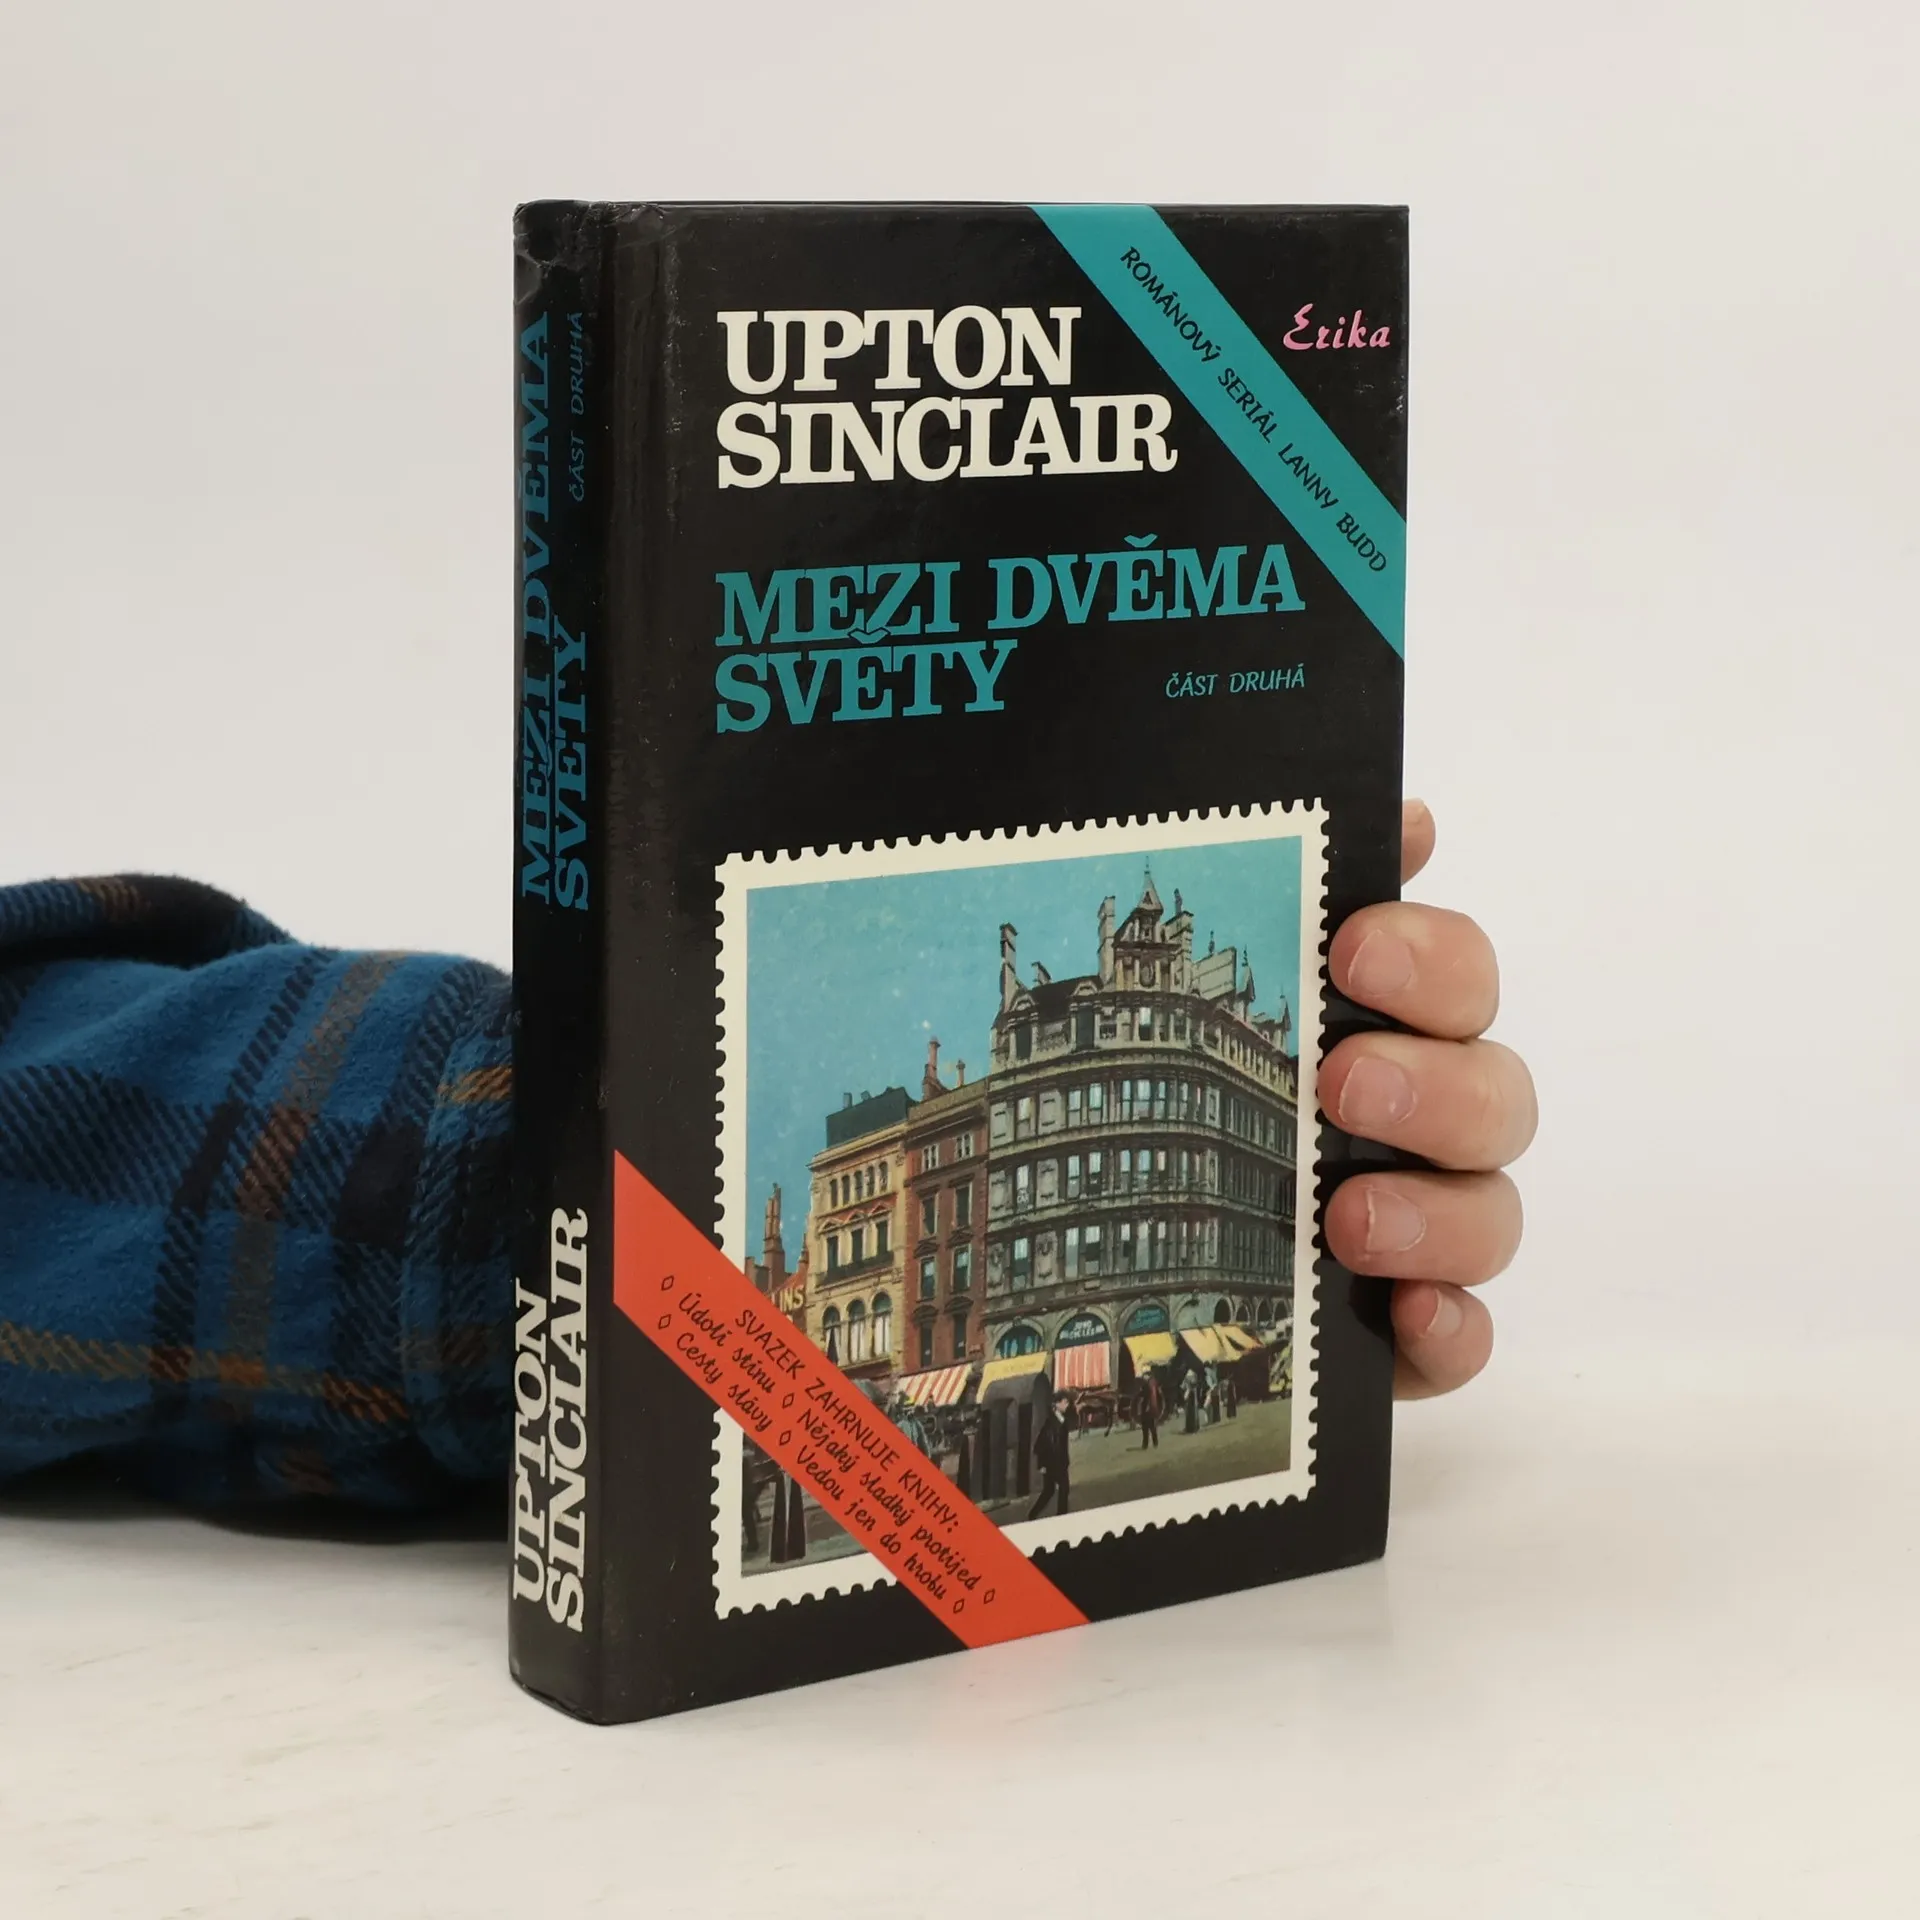 UPTON
SINCLAIR
ROMÁNOVÝ SERIÁL LANNY BUDD
Erika
MEZI DVĚMA
SVĚTY
ČÁST DRUHÁ
SVAZEK ZAHRNUJE KNIHY:
◊ Údolí stínu ◊ Nějaký sladký protijed ◊
◊ Cesty slávy ◊ Vedou jen do hrobu ◊
MEZI DVĚMA
SVĚTY
ČÁST DRUHÁ
UPTON
SINCLAIR